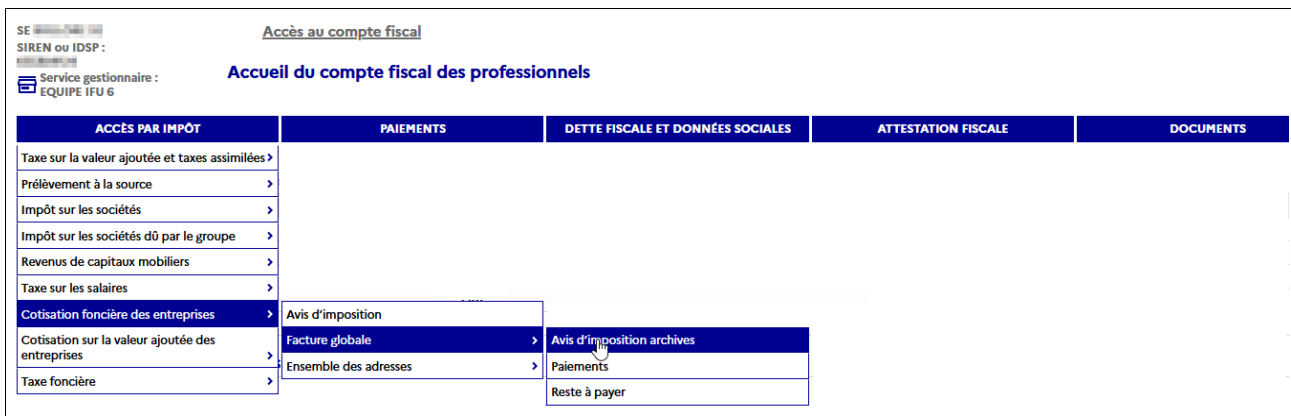 SE
Accès au compte fiscal
SIREN ou IDSP :
Service gestionnaire :
EQUIPE IFU 6
Accueil du compte fiscal des professionnels
ACCÈS PAR IMPÔT
PAIEMENTS
DETTE FISCALE ET DONNÉES SOCIALES
ATTESTATION FISCALE
DOCUMENTS
Taxe sur la valeur ajoutée et taxes assimilées
Prélèvement à la source
Impôt sur les sociétés
Impôt sur les sociétés dû par le groupe
Revenus de capitaux mobiliers
Taxe sur les salaires
Cotisation foncière des entreprises
Cotisation sur la valeur ajoutée des
entreprises
Taxe foncière
Avis d'imposition
Facture globale
Ensemble des adresses
Avis d'imposition archives
Paiements
Reste à payer